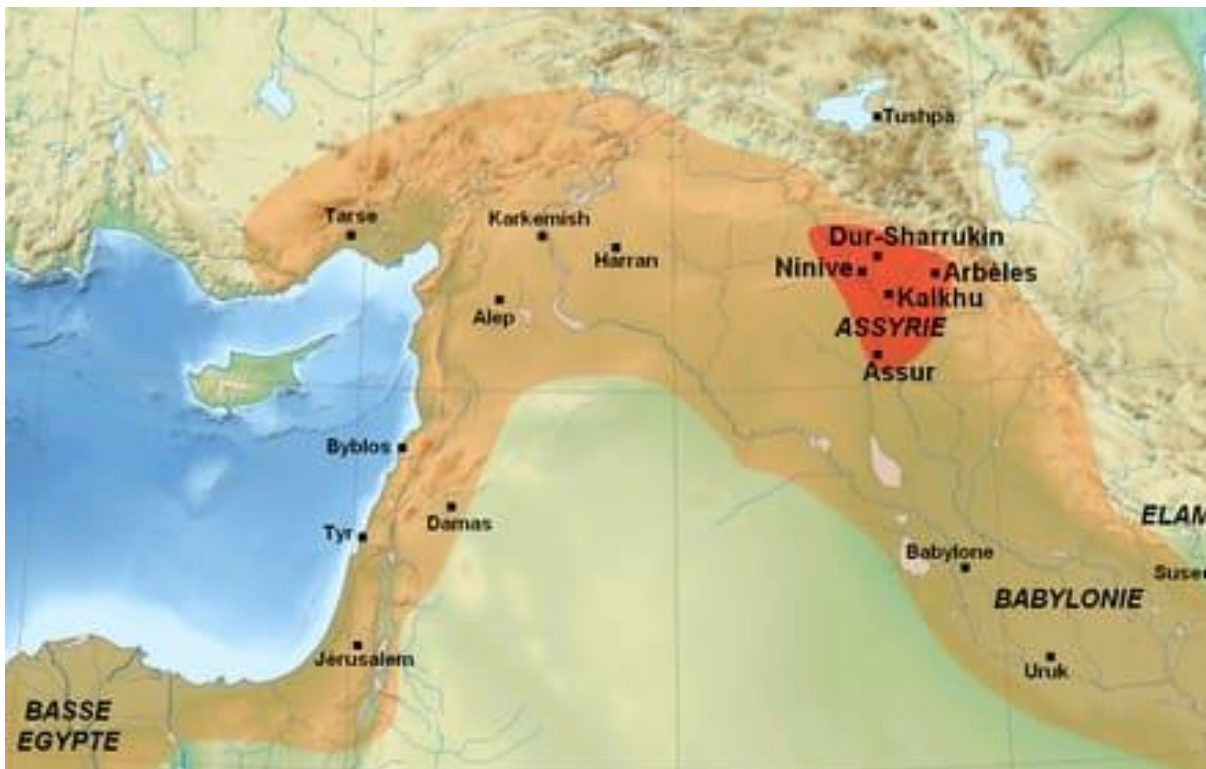 Tushpa
Tarse
Karkemish
Harran
Dur-Sharrukin
Ninive
Arbèles
Kalkhu
Alep
ASSYRIE
Assur
Byblos
Damas
Tyr
ELAM
Babylone
Suse
BABYLONIE
Jérusalem
Uruk
BASSE
EGYPTE